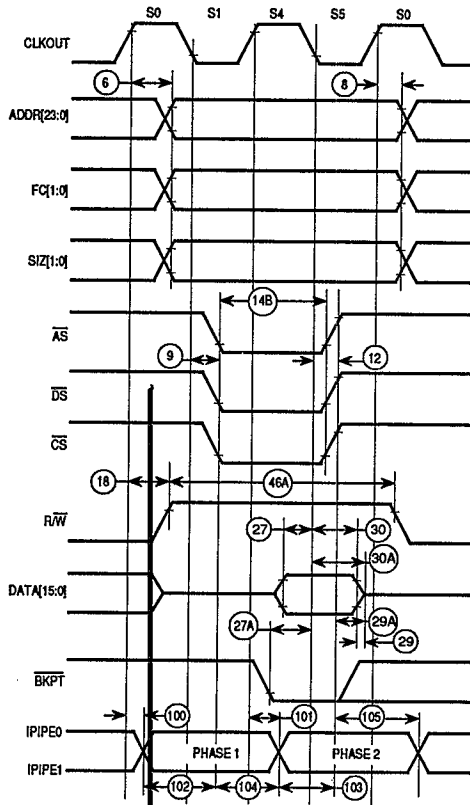 S0 S1 S4 S5 S0
CLKOUT
6 8
ADDR[23:0]
FC[1:0]
SIZ[1:0]
14B
AS
9 12
DS
CS
18 46A
R/W
27 30
30A
DATA[15:0]
27A 29A
29
BKPT
100 101 105
IPIPE0
PHASE 1 PHASE 2
IPIPE1
102 104 103